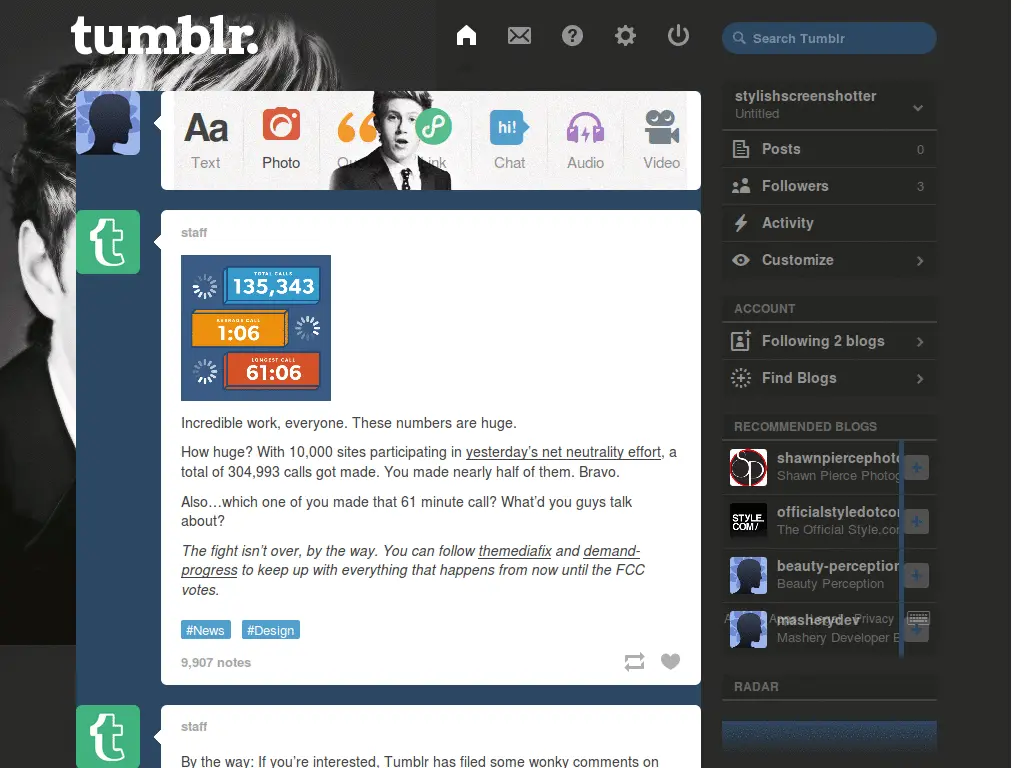 tumblr.
Search Tumblr
Aa
Text
Photo
Link
hi!
Chat
Audio
Video
staff
TOTAL CALLS
135,343
AVERAGE CALL
1:06
LONGEST CALL
61:06
Incredible work, everyone. These numbers are huge.
How huge? With 10,000 sites participating in yesterday's net neutrality effort, a
total of 304,993 calls got made. You made nearly half of them. Bravo.
Also…which one of you made that 61 minute call? What'd you guys talk
about?
The fight isn't over, by the way. You can follow themediafix and demand-
progress to keep up with everything that happens from now until the FCC
votes.
#News #Design
9,907 notes
staff
By the way: If you're interested, Tumblr has filed some wonky comments on
stylishscreenshotter
Untitled
Posts 0
Followers 3
Activity
Customize
ACCOUNT
Following 2 blogs
Find Blogs
RECOMMENDED BLOGS
SP
shawnpiercephoto
Shawn Pierce Photog
STYLE.
COM/
officialstyledotcom
The Official Style.com
beauty-perception
Beauty Perception
masherydev
Privacy
Mashery Developer E
RADAR